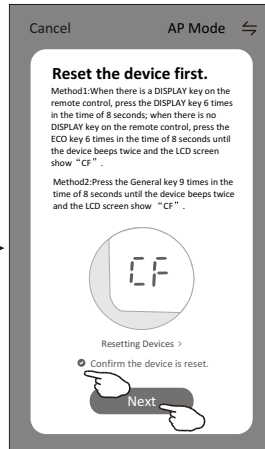 Cancel AP Mode ⇋
Reset the device first.
Method1:When there is a DISPLAY key on the
remote control, press the DISPLAY key 6 times
in the time of 8 seconds; when there is no
DISPLAY key on the remote control, press the
ECO key 6 times in the time of 8 seconds until
the device beeps twice and the LCD screen
show “CF”.
Method2:Press the General key 9 times in the
time of 8 seconds until the device beeps twice
and the LCD screen show “CF”.
CF
Resetting Devices >
Confirm the device is reset.
Next